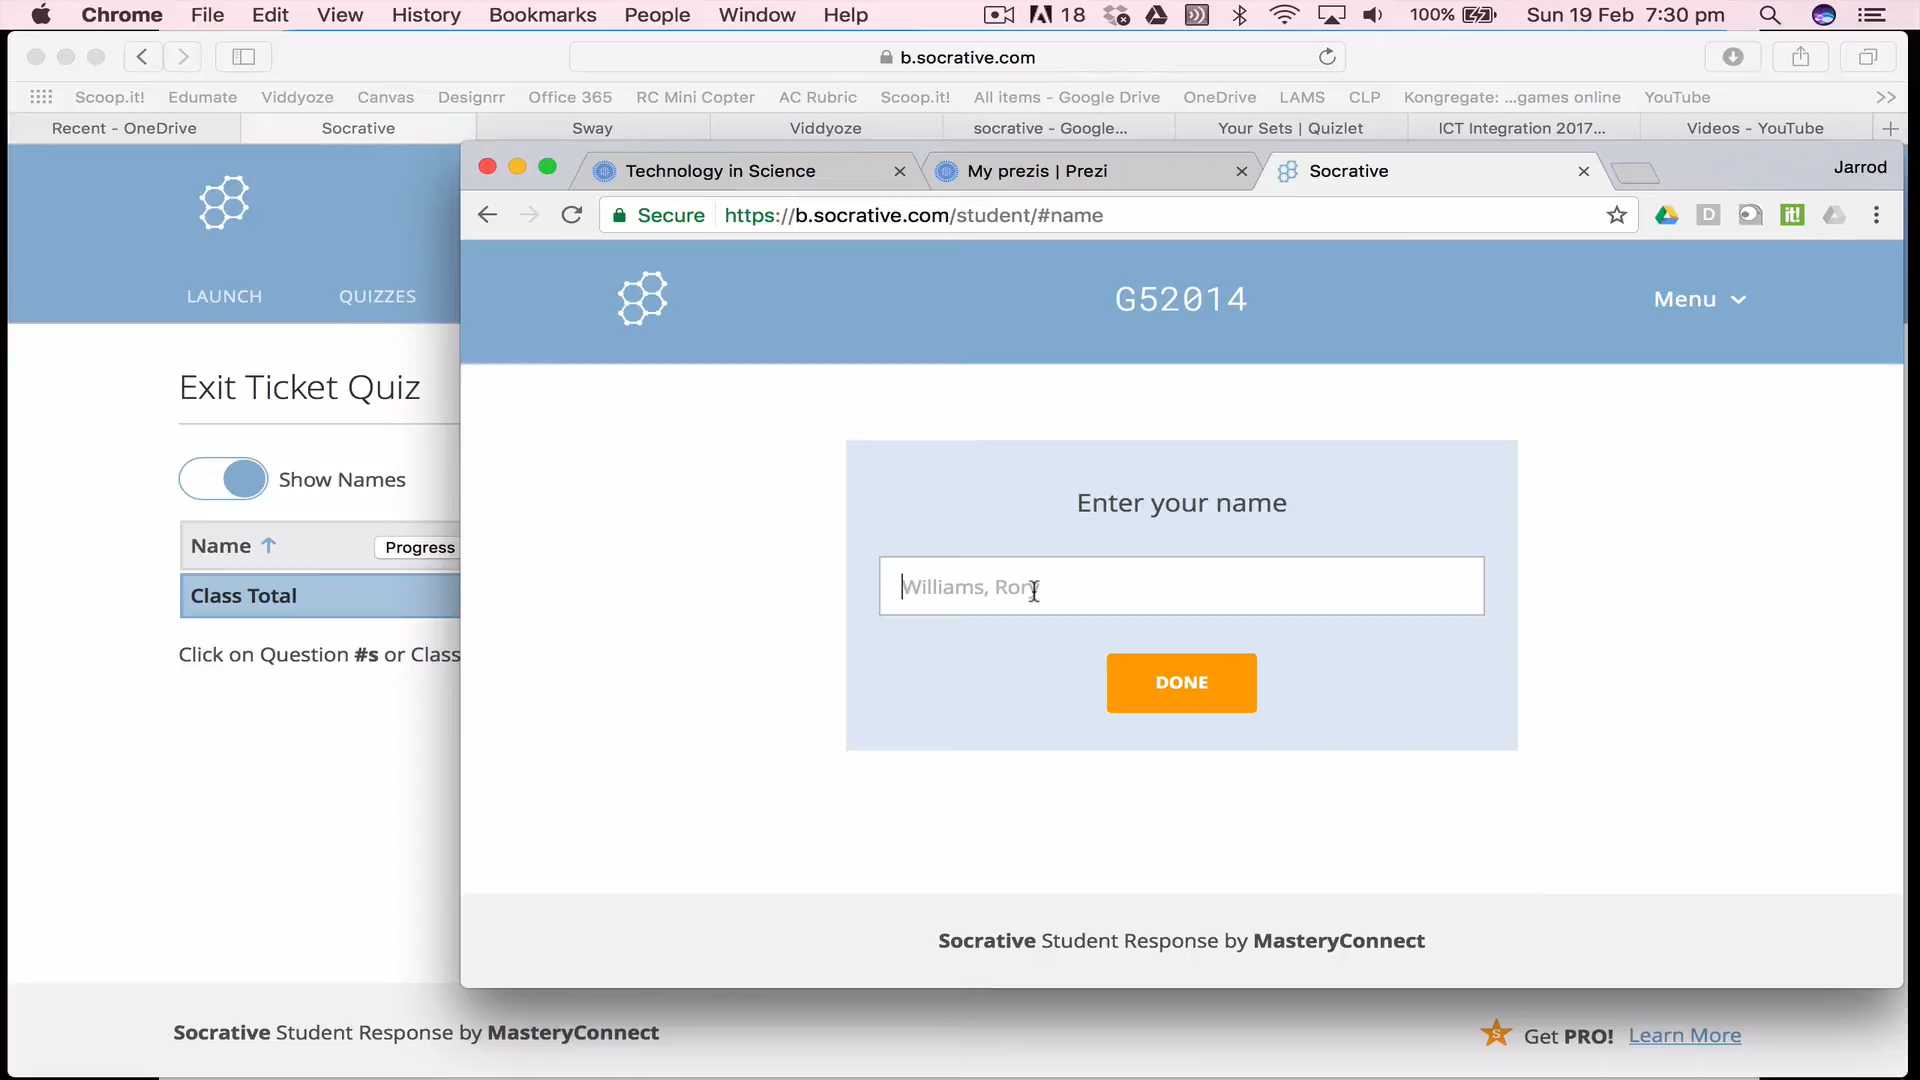 Chrome File Edit View History Bookmarks People Window Help 18 100% Sun 19 Feb 7:30 pm
b.socrative.com
Scoop.it! Edumate Viddyoze Canvas Designrr Office 365 RC Mini Copter AC Rubric Scoop.it! All items - Google Drive OneDrive LAMS CLP Kongregate: ...games online YouTube >>
Recent - OneDrive Socrative Sway Viddyoze socrative - Google... Your Sets | Quizlet ICT Integration 2017... Videos - YouTube
Technology in Science My prezis | Prezi Socrative Jarrod
Secure https://b.socrative.com/student/#name D it!
G52014 Menu
LAUNCH QUIZZES
Exit Ticket Quiz
Show Names
Name Progress
Class Total
Click on Question #s or Class
Enter your name
Williams, Rory
DONE
Socrative Student Response by MasteryConnect
Socrative Student Response by MasteryConnect
S Get PRO! Learn More